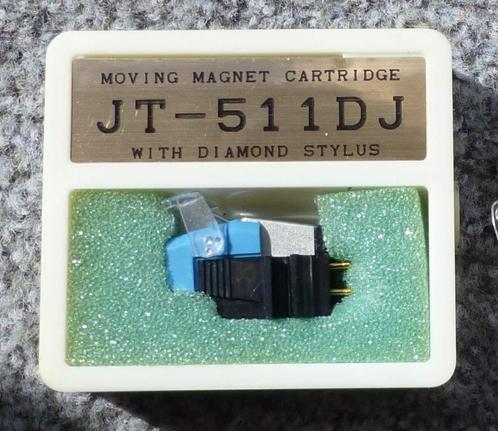 MOVING MAGNET CARTRIDGE
JT-511DJ
WITH DIAMOND STYLUS